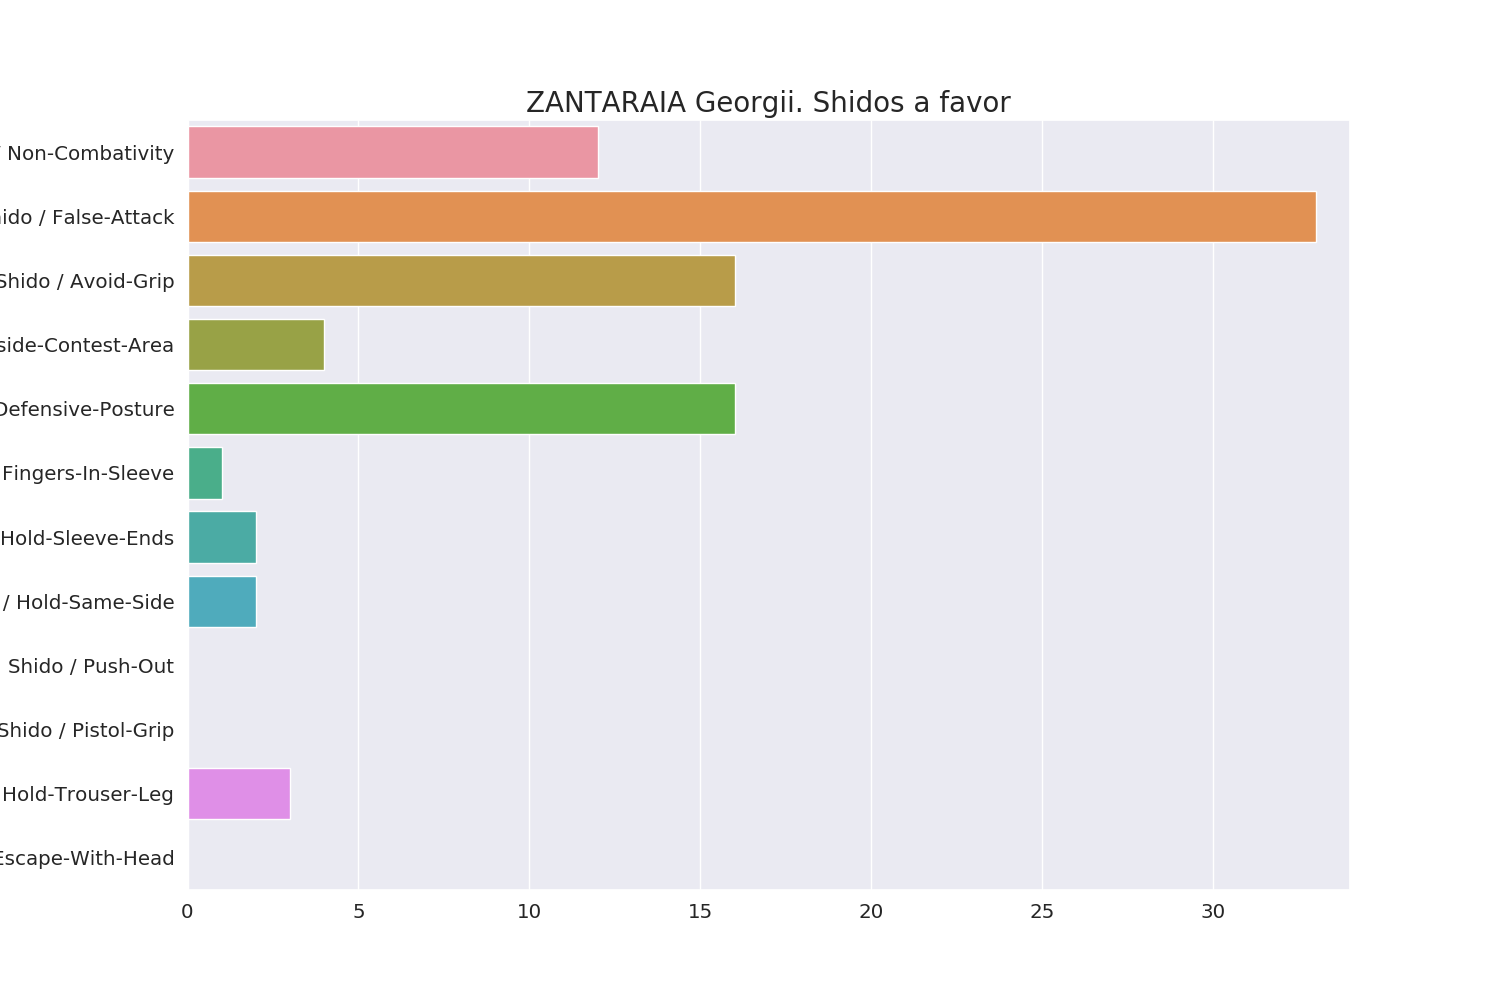 ZANTARAIA Georgii. Shidos a favor
/ Non-Combativity
/ False-Attack
Shido / Avoid-Grip
-Contest-Area
Defensive-Posture
Fingers-In-Sleeve
Hold-Sleeve-Ends
/ Hold-Same-Side
Shido / Push-Out
Shido / Pistol-Grip
Hold-Trouser-Leg
Escape-With-Head
0 5 10 15 20 25 30